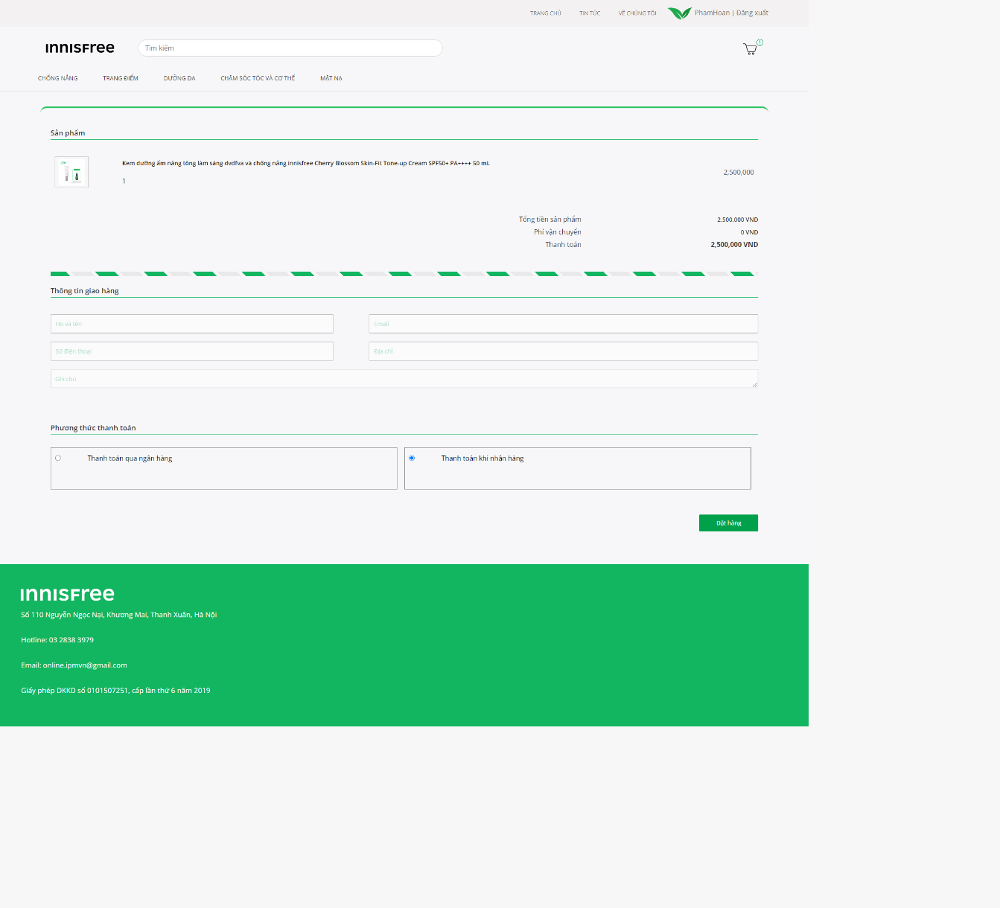 TRANG CHỦ TIN TỨC VỀ CHÚNG TÔI PhamHoan | Đăng xuất
innisfree Tìm kiếm 1
CHỐNG NẮNG TRANG ĐIỂM DƯỠNG DA CHĂM SÓC TÓC VÀ CƠ THỂ MẶT NẠ
Sản phẩm
Kem dưỡng ẩm nâng tông làm sáng dvdfva và chống nắng innisfree Cherry Blossom Skin-Fit Tone-up Cream SPF50+ PA++++ 50 mL
1
2,500,000
Tổng tiền sản phẩm 2,500,000 VND
Phí vận chuyển 0 VND
Thanh toán 2,500,000 VND
Thông tin giao hàng
Họ và tên Email
Số điện thoại Địa chỉ
Ghi chú
Phương thức thanh toán
Thanh toán qua ngân hàng Thanh toán khi nhận hàng
Đặt hàng
innisfree
Số 110 Nguyễn Ngọc Nại, Khương Mai, Thanh Xuân, Hà Nội
Hotline: 03 2838 3979
Email: online.ipmvn@gmail.com
Giấy phép DKKD số 0101507251, cấp lần thứ 6 năm 2019